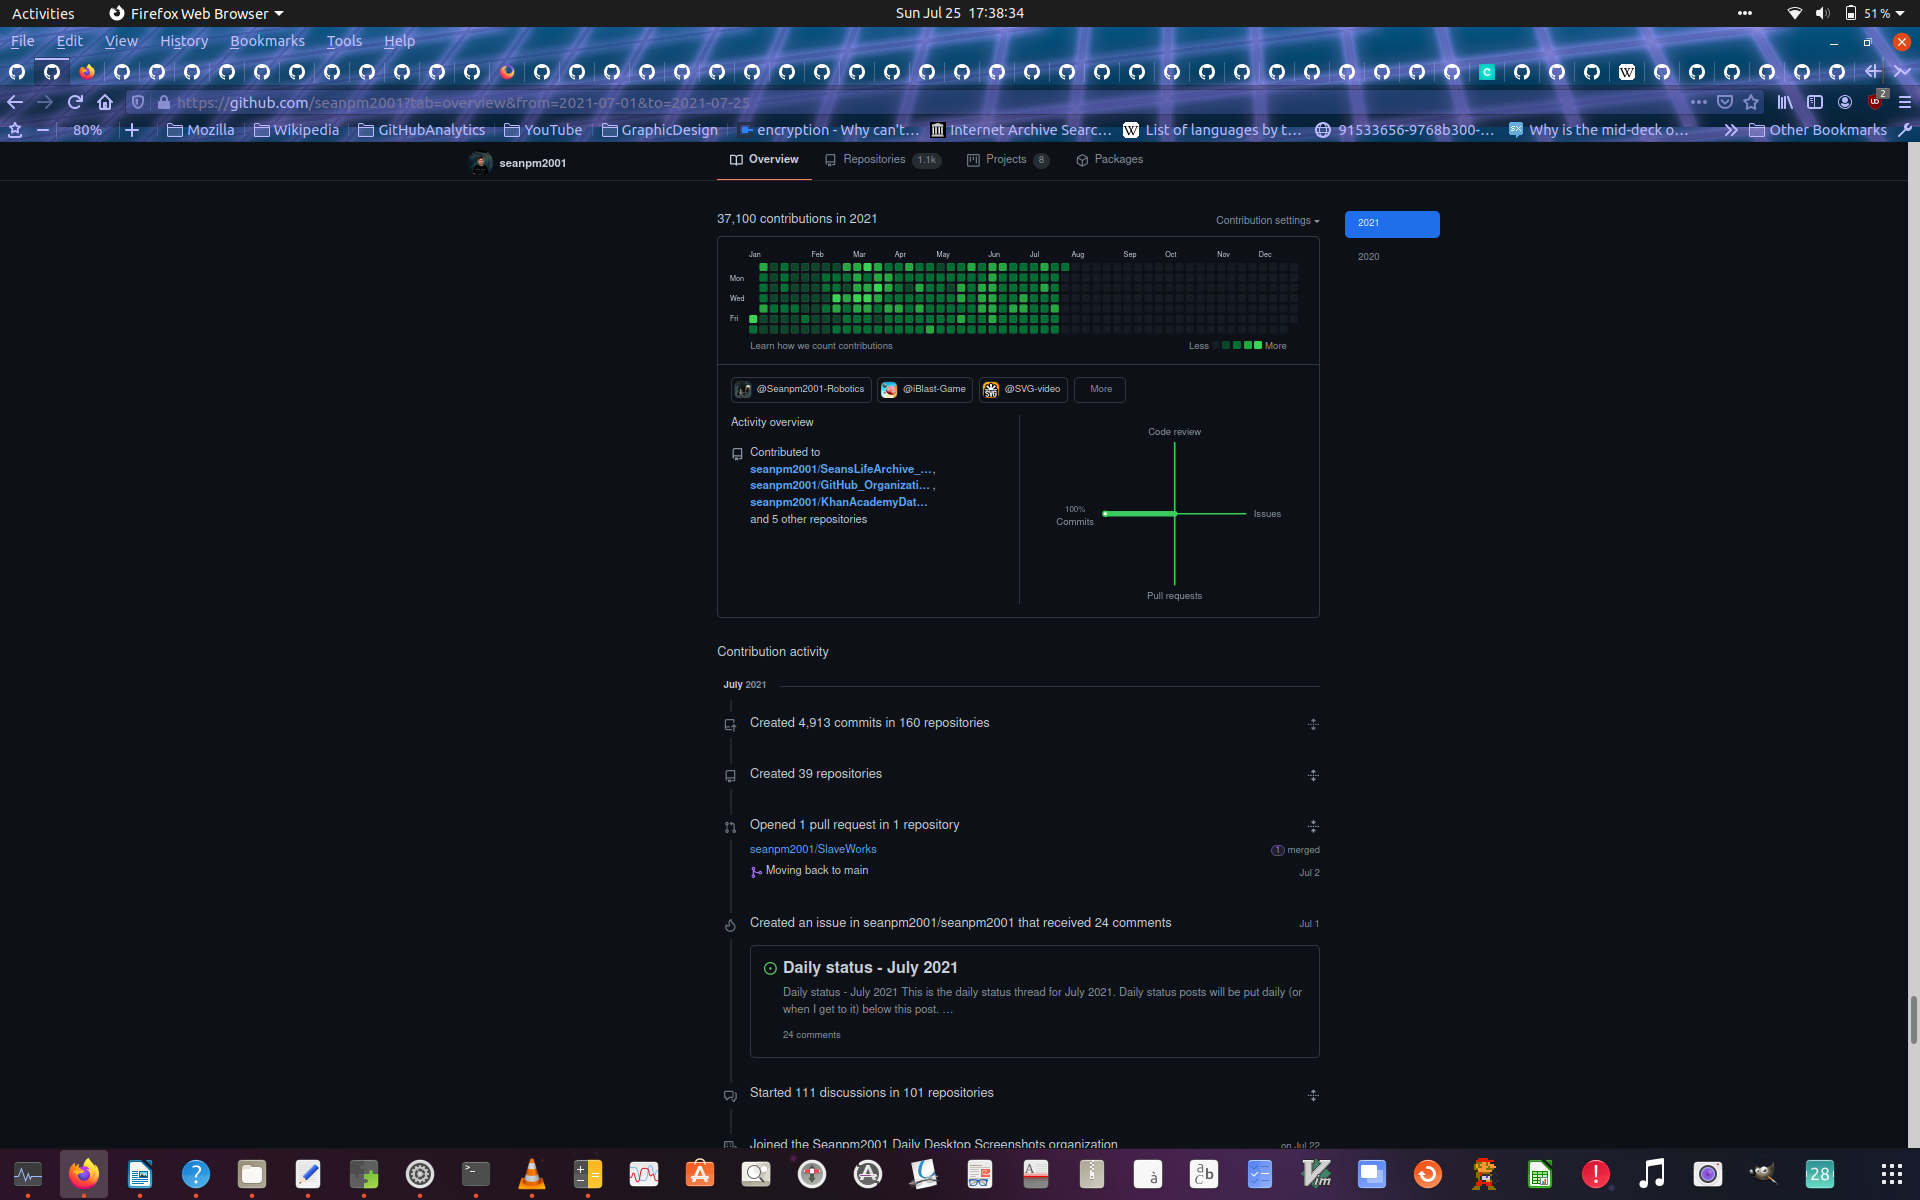 Activities
Firefox Web Browser
Sun Jul 25 17:38:34
51 %
File Edit View History Bookmarks Tools Help
https://github.com/seanpm2001?tab=overview&from=2021-07-01&to=2021-07-25
2
80%
Mozilla
Wikipedia
GitHubAnalytics
YouTube
GraphicDesign
encryption - Why can't…
Internet Archive Searc…
List of languages by t…
91533656-9768b300-…
Why is the mid-deck o…
Other Bookmarks
seanpm2001
Overview
Repositories 1.1k
Projects 8
Packages
37,100 contributions in 2021
Contribution settings
2021
2020
Jan Feb Mar Apr May Jun Jul Aug Sep Oct Nov Dec
Mon
Wed
Fri
Learn how we count contributions
Less More
@Seanpm2001-Robotics
@iBlast-Game
@SVG-video
More
Activity overview
Contributed to
seanpm2001/SeansLifeArchive_… ,
seanpm2001/GitHub_Organizati… ,
seanpm2001/KhanAcademyDat…
and 5 other repositories
Code review
100%
Commits
Issues
Pull requests
Contribution activity
July 2021
Created 4,913 commits in 160 repositories
Created 39 repositories
Opened 1 pull request in 1 repository
seanpm2001/SlaveWorks
1 merged
Moving back to main
Jul 2
Created an issue in seanpm2001/seanpm2001 that received 24 comments
Jul 1
Daily status - July 2021
Daily status - July 2021 This is the daily status thread for July 2021. Daily status posts will be put daily (or
when I get to it) below this post. …
24 comments
Started 111 discussions in 101 repositories
Joined the Seanpm2001 Daily Desktop Screenshots organization
on Jul 22
28